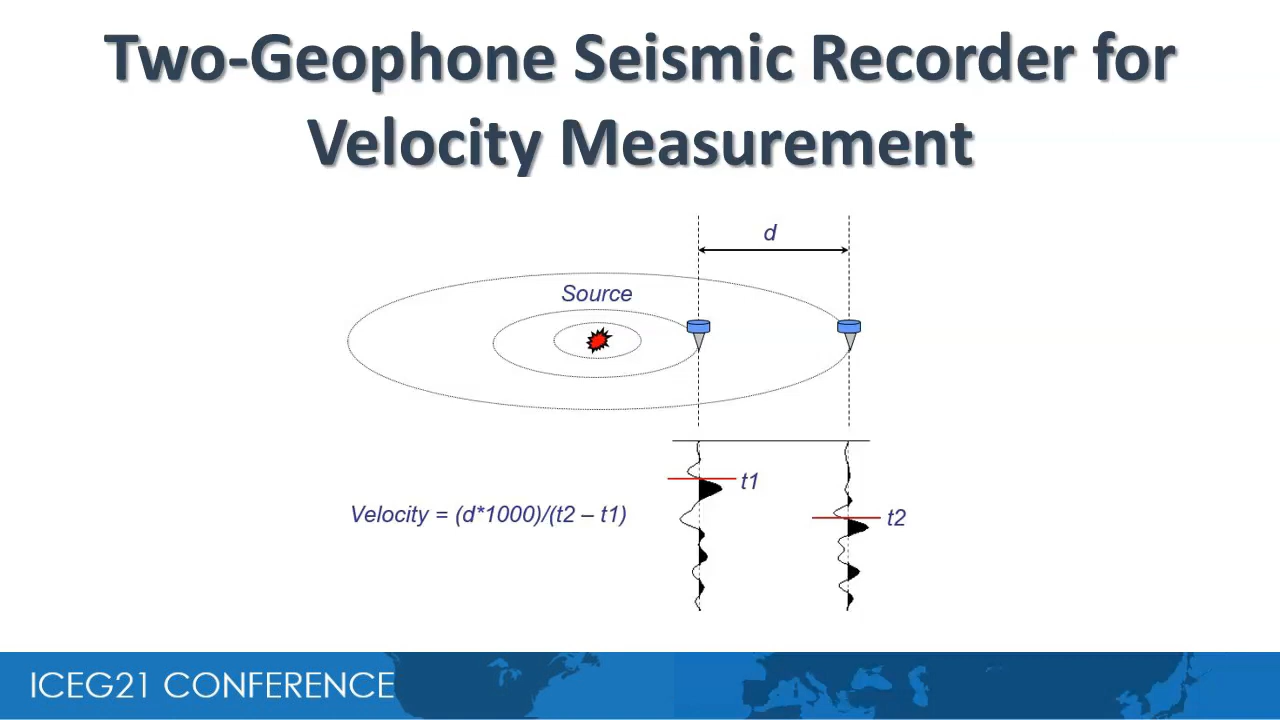 Two-Geophone Seismic Recorder for
Velocity Measurement
d
Source
t1
Velocity = (d*1000)/(t2 – t1)
t2
ICEG21 CONFERENCE